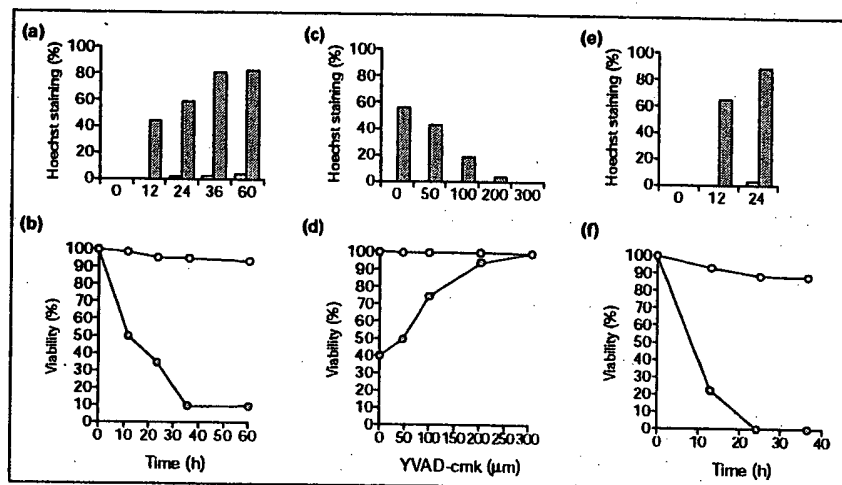 (a)
Hoechst staining (%)
100
80
60
40
20
0
0 12 24 36 60
(b)
Viability (%)
100
90
80
70
60
50
40
30
20
10
0
0 10 20 30 40 50 60
Time (h)
(c)
Hoechst staining (%)
100
80
60
40
20
0
0 50 100 200 300
(d)
Viability (%)
100
90
80
70
60
50
40
30
20
10
0
0 50 100 150 200 250 300
YVAD-cmk (μm)
(e)
Hoechst staining (%)
100
80
60
40
20
0
0 12 24
(f)
Viability (%)
100
90
80
70
60
50
40
30
20
10
0
0 10 20 30 40
Time (h)